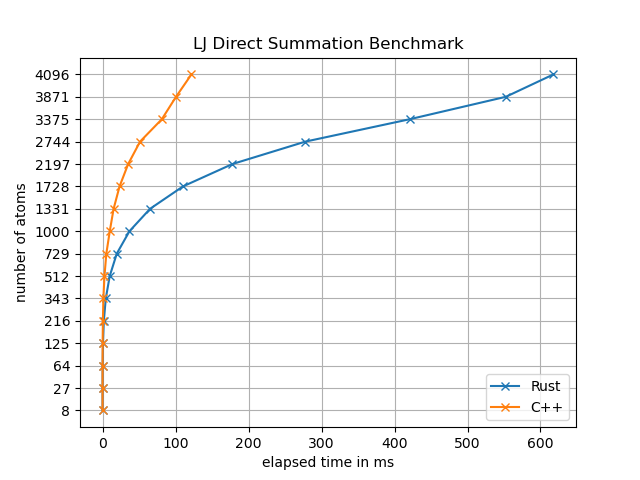 LJ Direct Summation Benchmark
number of atoms
4096
3871
3375
2744
2197
1728
1331
1000
729
512
343
216
125
64
27
8
Rust
C++
0 100 200 300 400 500 600
elapsed time in ms